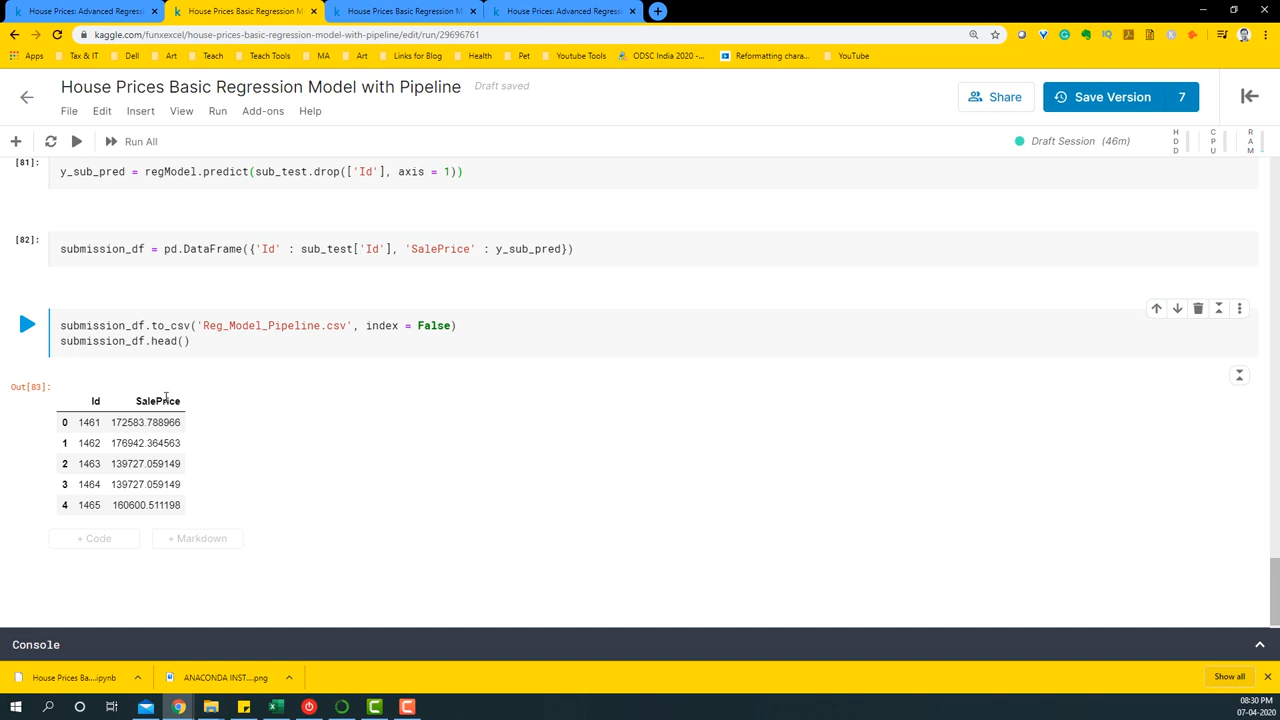 House Prices: Advanced Regressi
House Prices Basic Regression M
House Prices Basic Regression M
House Prices: Advanced Regressi
kaggle.com/funxexcel/house-prices-basic-regression-model-with-pipeline/edit/run/29696761
Apps
Tax & IT
Dell
Art
Teach
Teach Tools
MA
Art
Links for Blog
Health
Pet
Youtube Tools
ODSC India 2020 -...
Reformatting chara...
YouTube
House Prices Basic Regression Model with Pipeline
Draft saved
Share
Save Version
7
File
Edit
Insert
View
Run
Add-ons
Help
Run All
Draft Session (46m)
HDD
CPU
RAM
[81]:
y_sub_pred = regModel.predict(sub_test.drop(['Id'], axis = 1))
[82]:
submission_df = pd.DataFrame({'Id' : sub_test['Id'], 'SalePrice' : y_sub_pred})
submission_df.to_csv('Reg_Model_Pipeline.csv', index = False)
submission_df.head()
Out[83]:
Id SalePrice
0 1461 172583.788966
1 1462 176942.364563
2 1463 139727.059149
3 1464 139727.059149
4 1465 160600.511198
+ Code
+ Markdown
Console
House Prices Ba....ipynb
ANACONDA INST....png
Show all
08:30 PM
07-04-2020